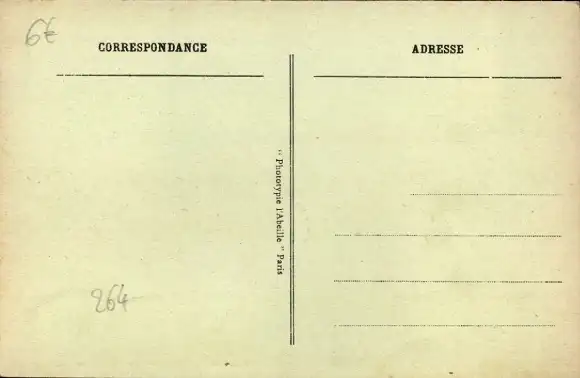 6€
CORRESPONDANCE
ADRESSE
" Phototypie l'Abeille " Paris
264